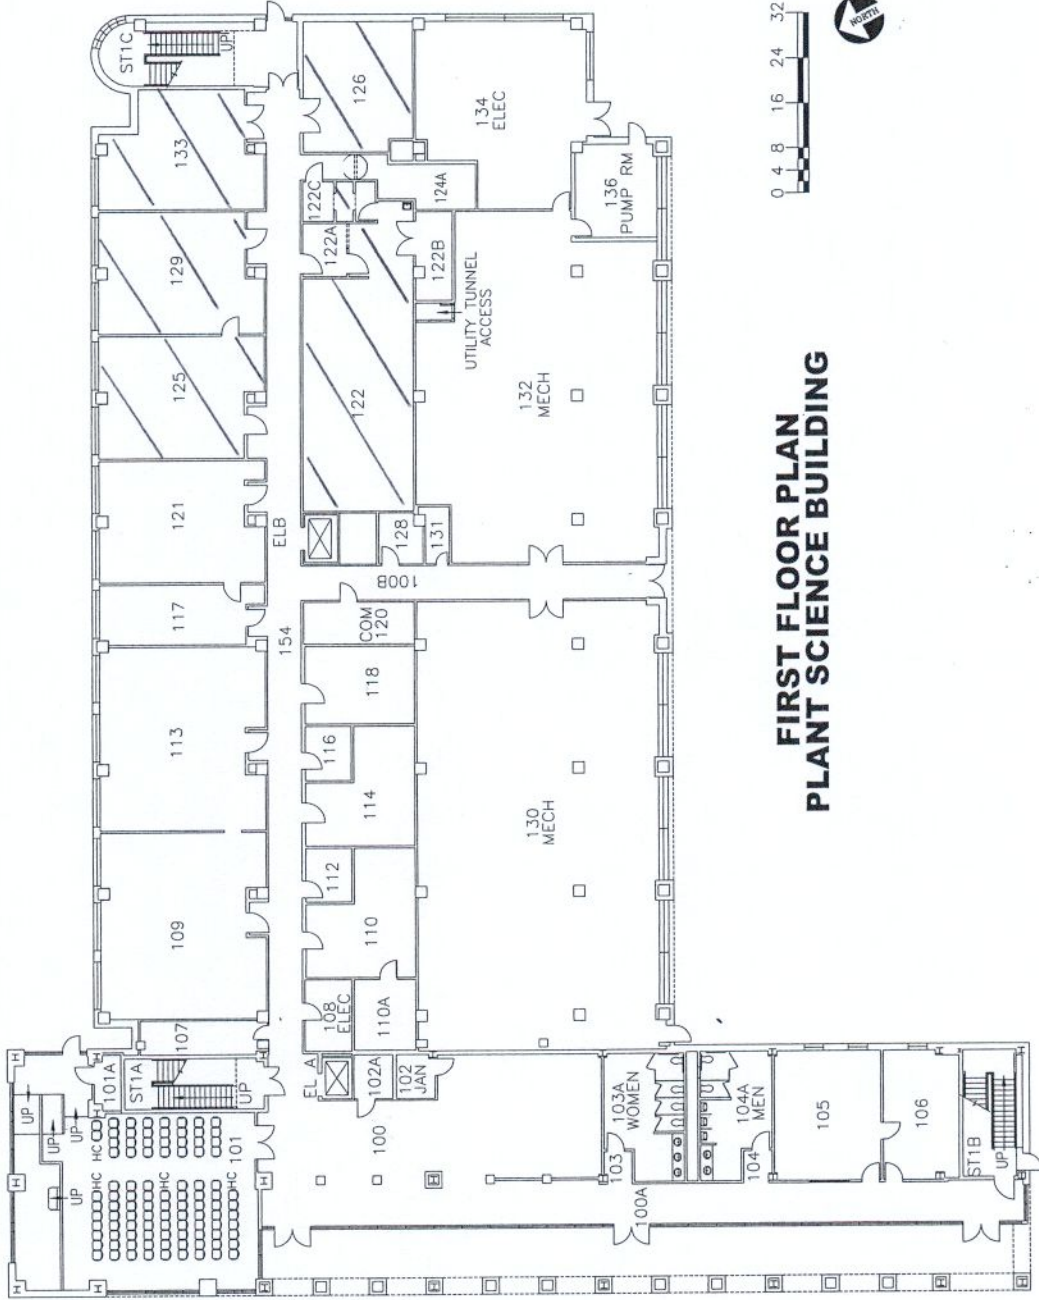 ST1C
UP
133
129
125
121
117
113
109
107
126
122C
122A
122
124A
122B
134
ELEC
136
PUMP RM
UTILITY TUNNEL
ACCESS
132
MECH
ELB
128
131
100B
154
COM
120
118
116
114
112
110
108
ELEC
110A
130
MECH
EL A
102A
102
JAN
100
101A
ST1A
UP
UP
UP
UP
UP
HC
HC
HC
HC
HC
101
103A
WOMEN
103
104A
MEN
104
105
106
ST1B
UP
100A
0 4 8 16 24 32
NORTH
FIRST FLOOR PLAN
PLANT SCIENCE BUILDING